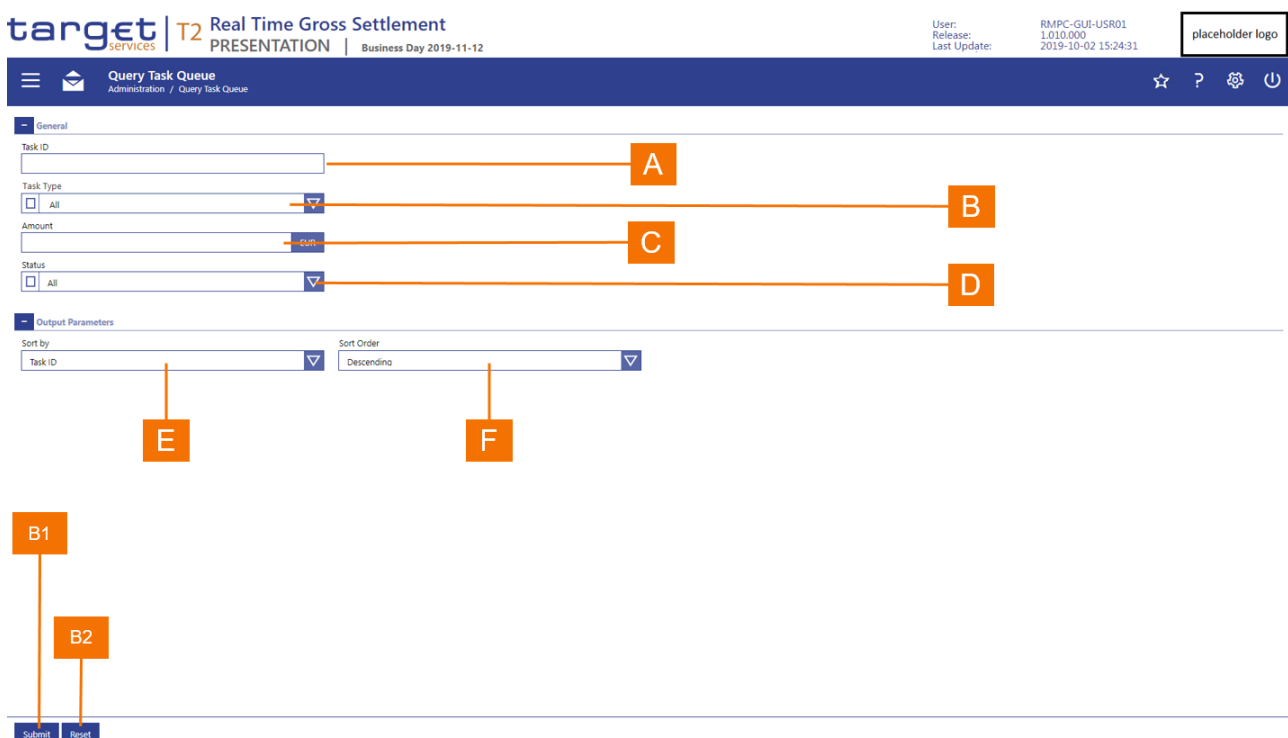 target services | T2 Real Time Gross Settlement
PRESENTATION | Business Day 2019-11-12
User: RMPC-GUI-USR01
Release: 1.010.000
Last Update: 2019-10-02 15:24:31
placeholder logo
Query Task Queue
Administration / Query Task Queue
?
− General
Task ID
A
Task Type
All
B
Amount
EUR
C
Status
All
D
− Output Parameters
Sort by
Sort Order
Task ID
Descending
E
F
B1
B2
Submit
Reset